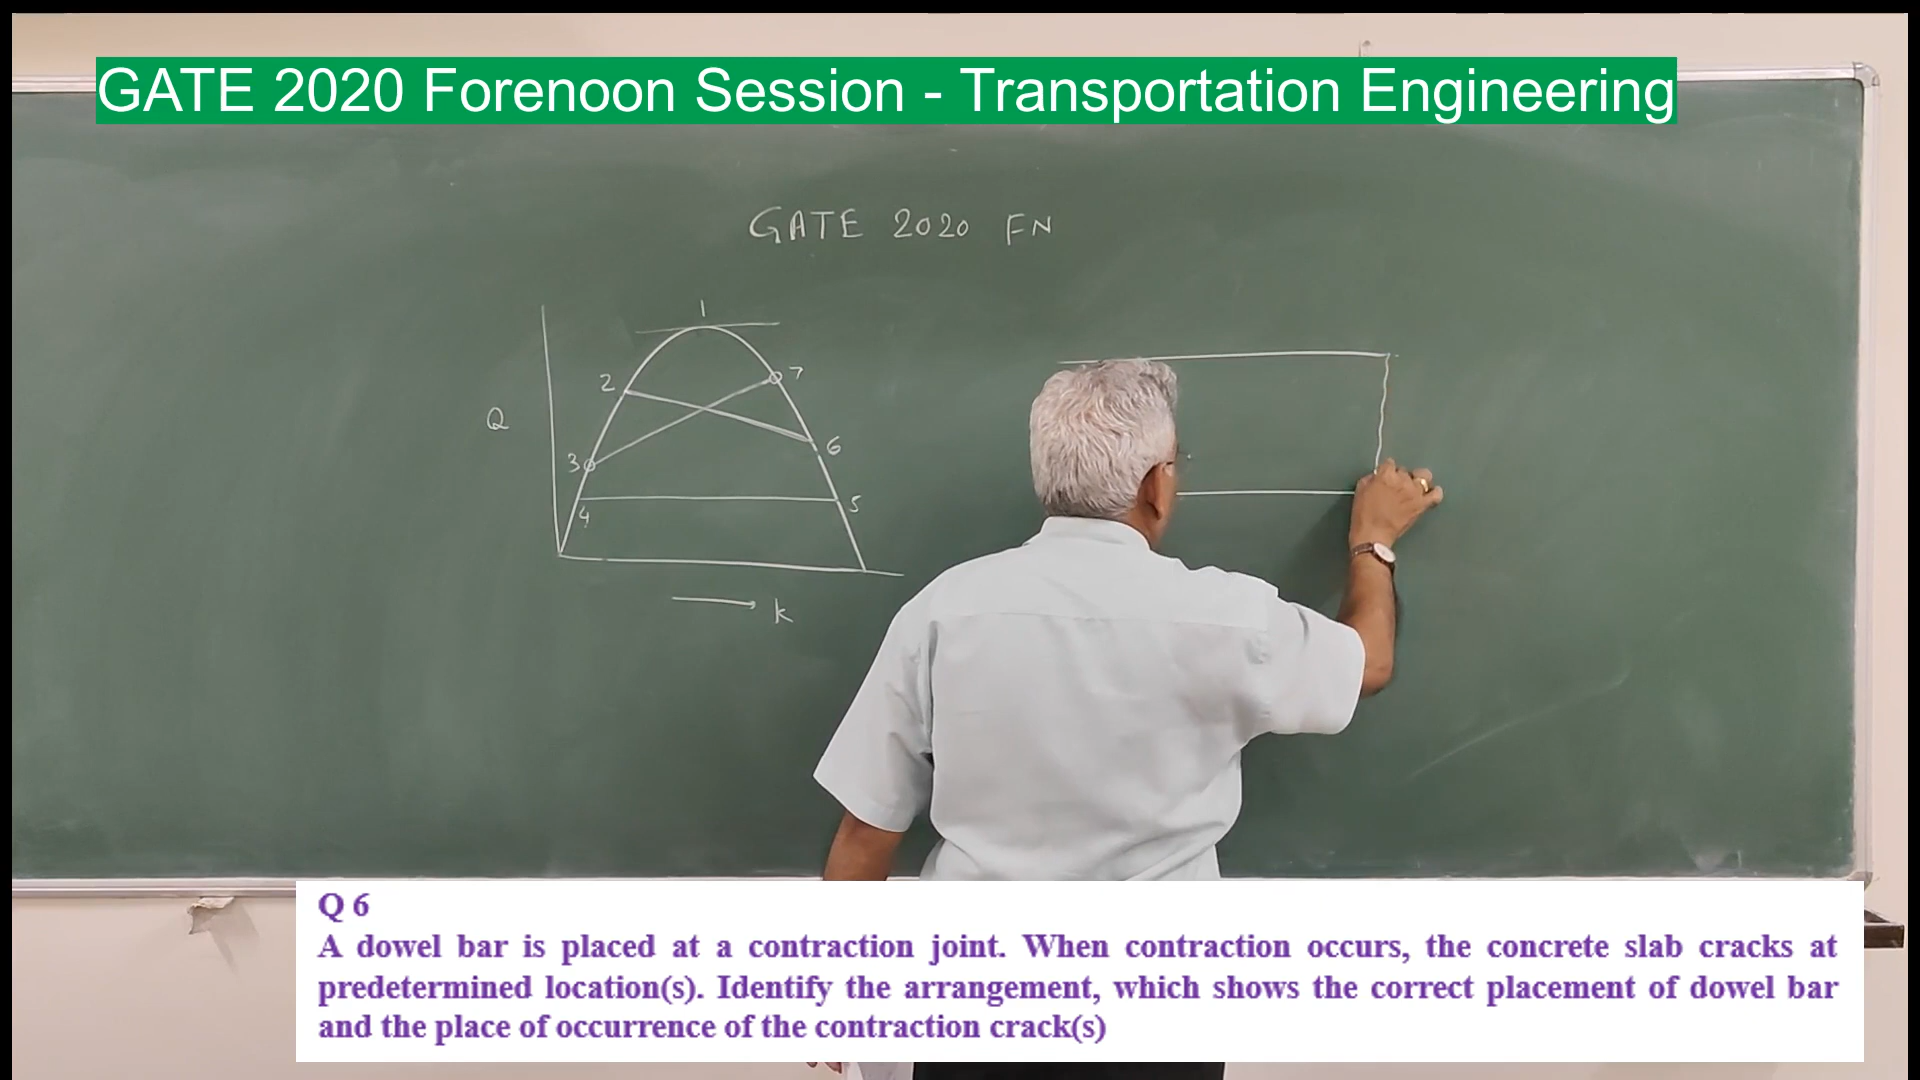 GATE 2020 Forenoon Session - Transportation Engineering
GATE 2020 FN
1
2
7
Q
6
3
4
5
k
Q 6
A dowel bar is placed at a contraction joint. When contraction occurs, the concrete slab cracks at
predetermined location(s). Identify the arrangement, which shows the correct placement of dowel bar
and the place of occurrence of the contraction crack(s)